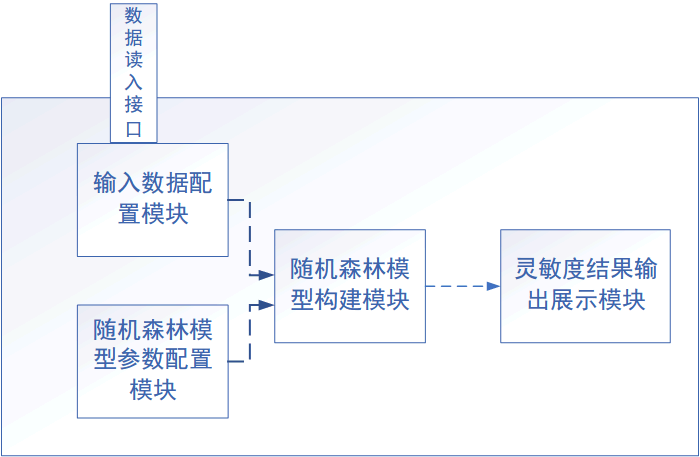 数
据
读
入
接
口
输入数据配
置模块
随机森林模
型参数配置
模块
随机森林模
型构建模块
灵敏度结果输
出展示模块